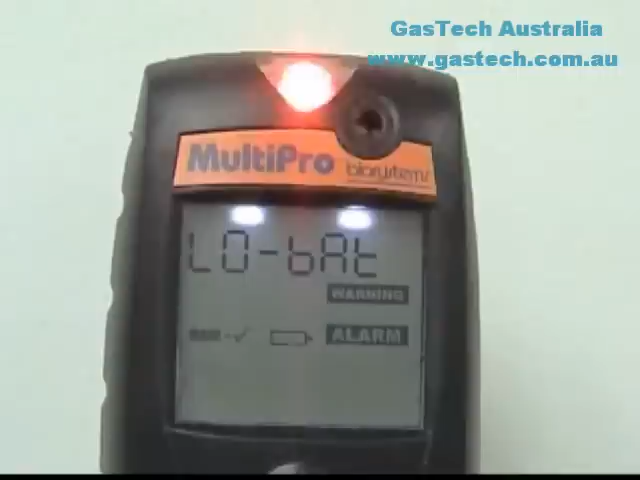 GasTech Australia
www.gastech.com.au
MultiPro biosystems
LO-bAt
WARNING
ALARM